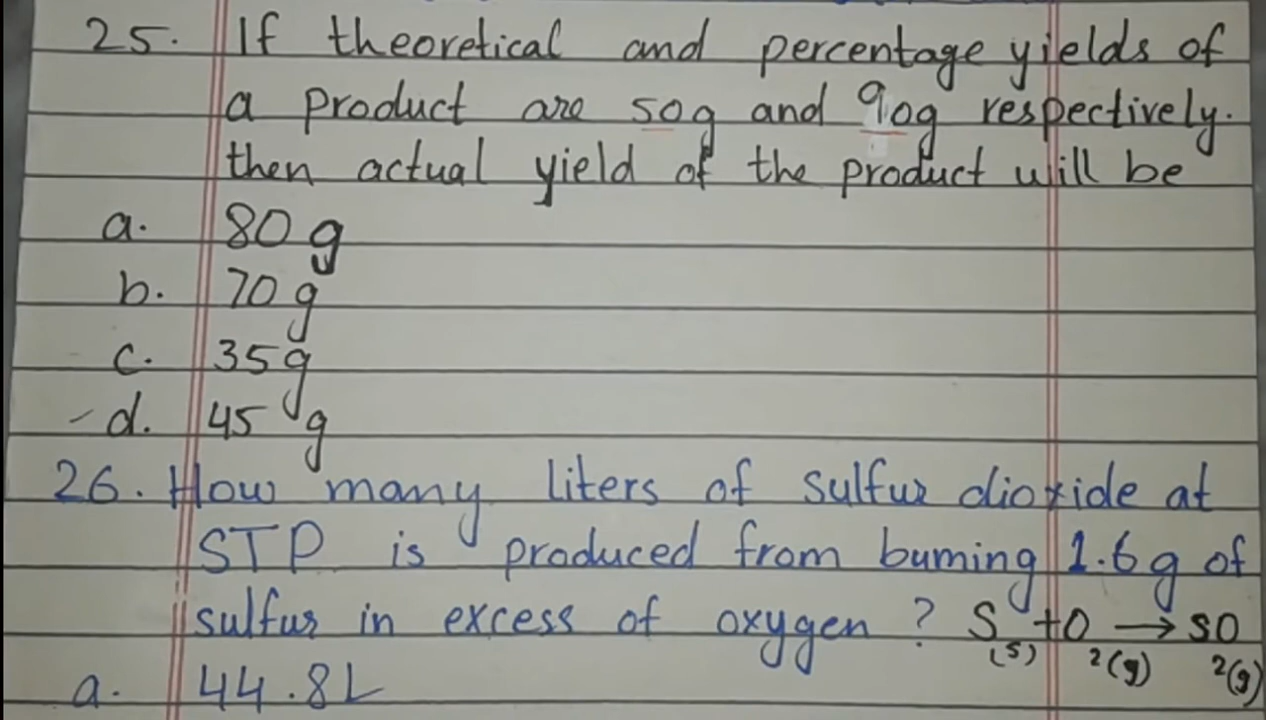 25. If theoretical and percentage yields of
a product are 50g and 90g respectively.
then actual yield of the product will be
a. 80 g
b. 70 g
c. 35g
-d. 45 g
26. How many liters of sulfur dioxide at
STP is produced from burning 1.6g of
sulfur in excess of oxygen ? S(s) + O2(g) → SO2(g)
a. 44.8L